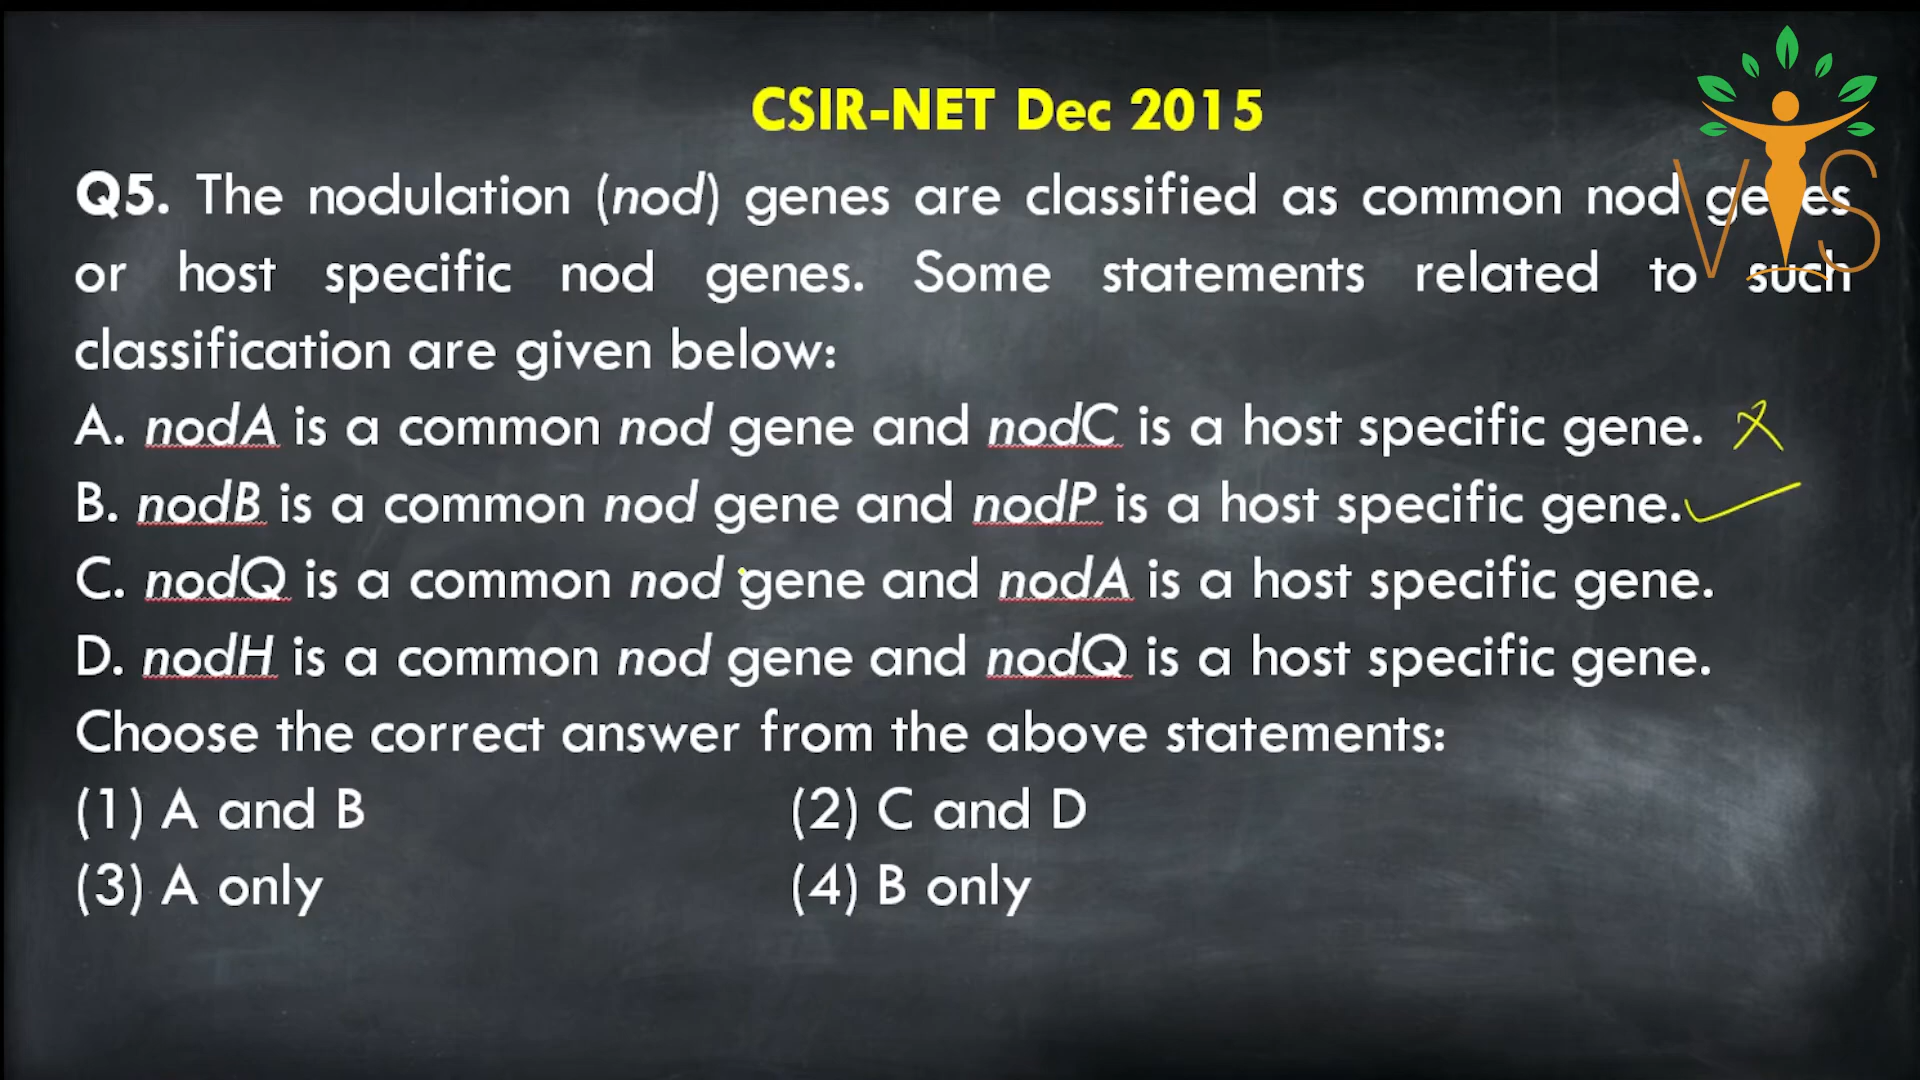 CSIR-NET Dec 2015
Q5. The nodulation (nod) genes are classified as common nod genes
or host specific nod genes. Some statements related to such
classification are given below:
A. nodA is a common nod gene and nodC is a host specific gene.
B. nodB is a common nod gene and nodP is a host specific gene.
C. nodQ is a common nod gene and nodA is a host specific gene.
D. nodH is a common nod gene and nodQ is a host specific gene.
Choose the correct answer from the above statements:
(1) A and B (2) C and D
(3) A only (4) B only
V S